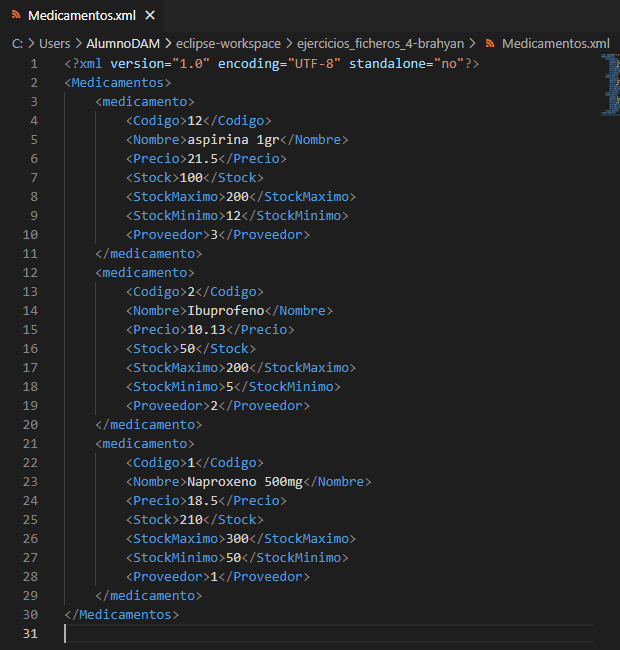 Medicamentos.xml
C: > Users > AlumnoDAM > eclipse-workspace > ejercicios_ficheros_4-brahyan > Medicamentos.xml
1 <?xml version="1.0" encoding="UTF-8" standalone="no"?>
2 <Medicamentos>
3 <medicamento>
4 <Codigo>12</Codigo>
5 <Nombre>aspirina 1gr</Nombre>
6 <Precio>21.5</Precio>
7 <Stock>100</Stock>
8 <StockMaximo>200</StockMaximo>
9 <StockMinimo>12</StockMinimo>
10 <Proveedor>3</Proveedor>
11 </medicamento>
12 <medicamento>
13 <Codigo>2</Codigo>
14 <Nombre>Ibuprofeno</Nombre>
15 <Precio>10.13</Precio>
16 <Stock>50</Stock>
17 <StockMaximo>200</StockMaximo>
18 <StockMinimo>5</StockMinimo>
19 <Proveedor>2</Proveedor>
20 </medicamento>
21 <medicamento>
22 <Codigo>1</Codigo>
23 <Nombre>Naproxeno 500mg</Nombre>
24 <Precio>18.5</Precio>
25 <Stock>210</Stock>
26 <StockMaximo>300</StockMaximo>
27 <StockMinimo>50</StockMinimo>
28 <Proveedor>1</Proveedor>
29 </medicamento>
30 </Medicamentos>
31